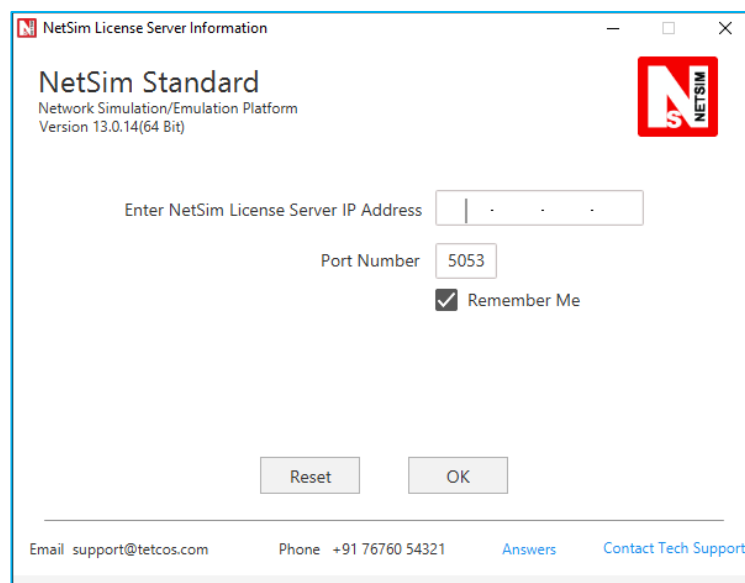 NetSim License Server Information
NetSim Standard
Network Simulation/Emulation Platform
Version 13.0.14(64 Bit)
NS NETSIM
Enter NetSim License Server IP Address . . .
Port Number 5053
Remember Me
Reset OK
Email support@tetcos.com Phone +91 76760 54321 Answers Contact Tech Support